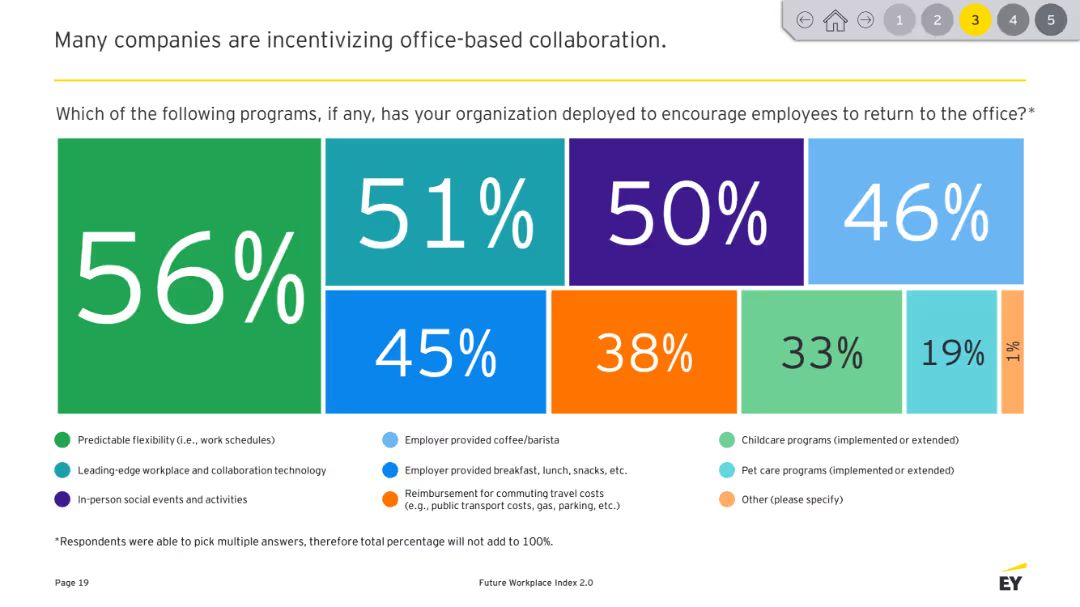 1 2 3 4 5
Many companies are incentivizing office-based collaboration.
Which of the following programs, if any, has your organization deployed to encourage employees to return to the office?*
56%
51%
50%
46%
45%
38%
33%
19%
1%
Predictable flexibility (i.e., work schedules)
Leading-edge workplace and collaboration technology
In-person social events and activities
Employer provided coffee/barista
Employer provided breakfast, lunch, snacks, etc.
Reimbursement for commuting travel costs
(e.g., public transport costs, gas, parking, etc.)
Childcare programs (implemented or extended)
Pet care programs (implemented or extended)
Other (please specify)
*Respondents were able to pick multiple answers, therefore total percentage will not add to 100%.
Page 19
Future Workplace Index 2.0
EY